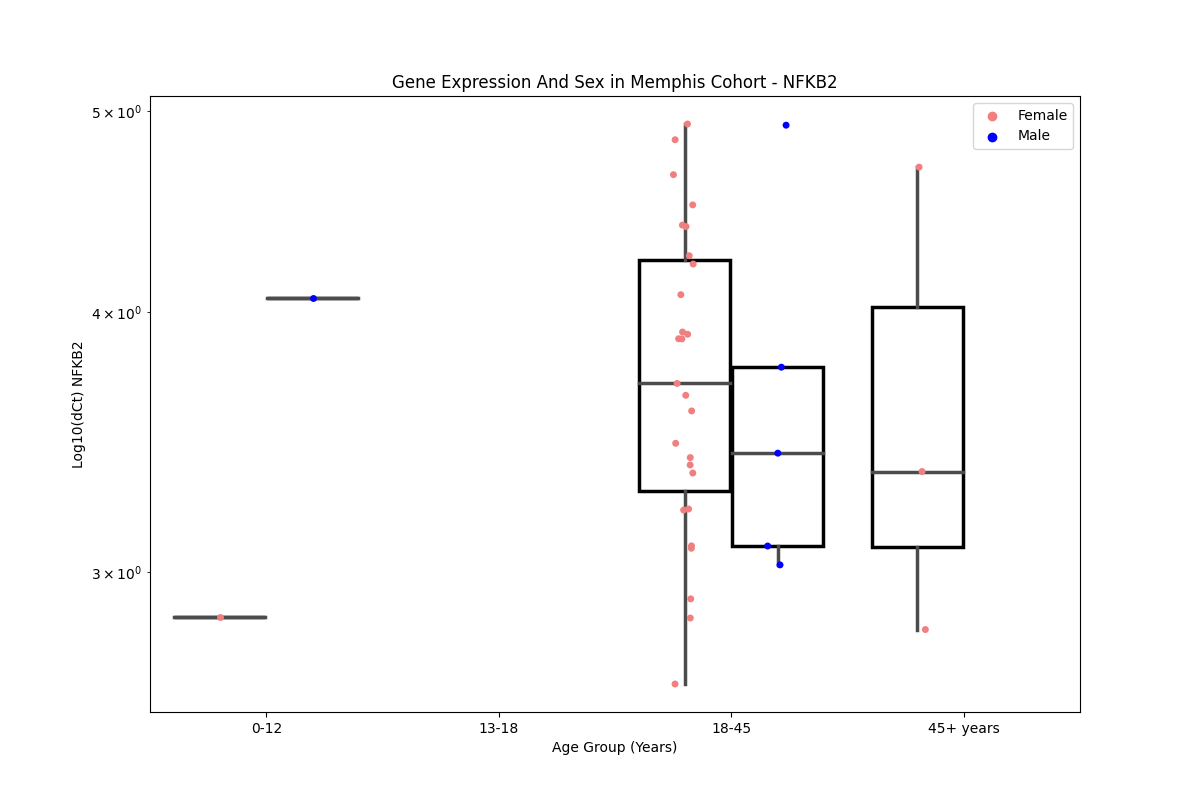 Gene Expression And Sex in Memphis Cohort - NFKB2
Female
Male
5 × 10⁰
4 × 10⁰
3 × 10⁰
Log10(dCt) NFKB2
0-12
13-18
18-45
45+ years
Age Group (Years)